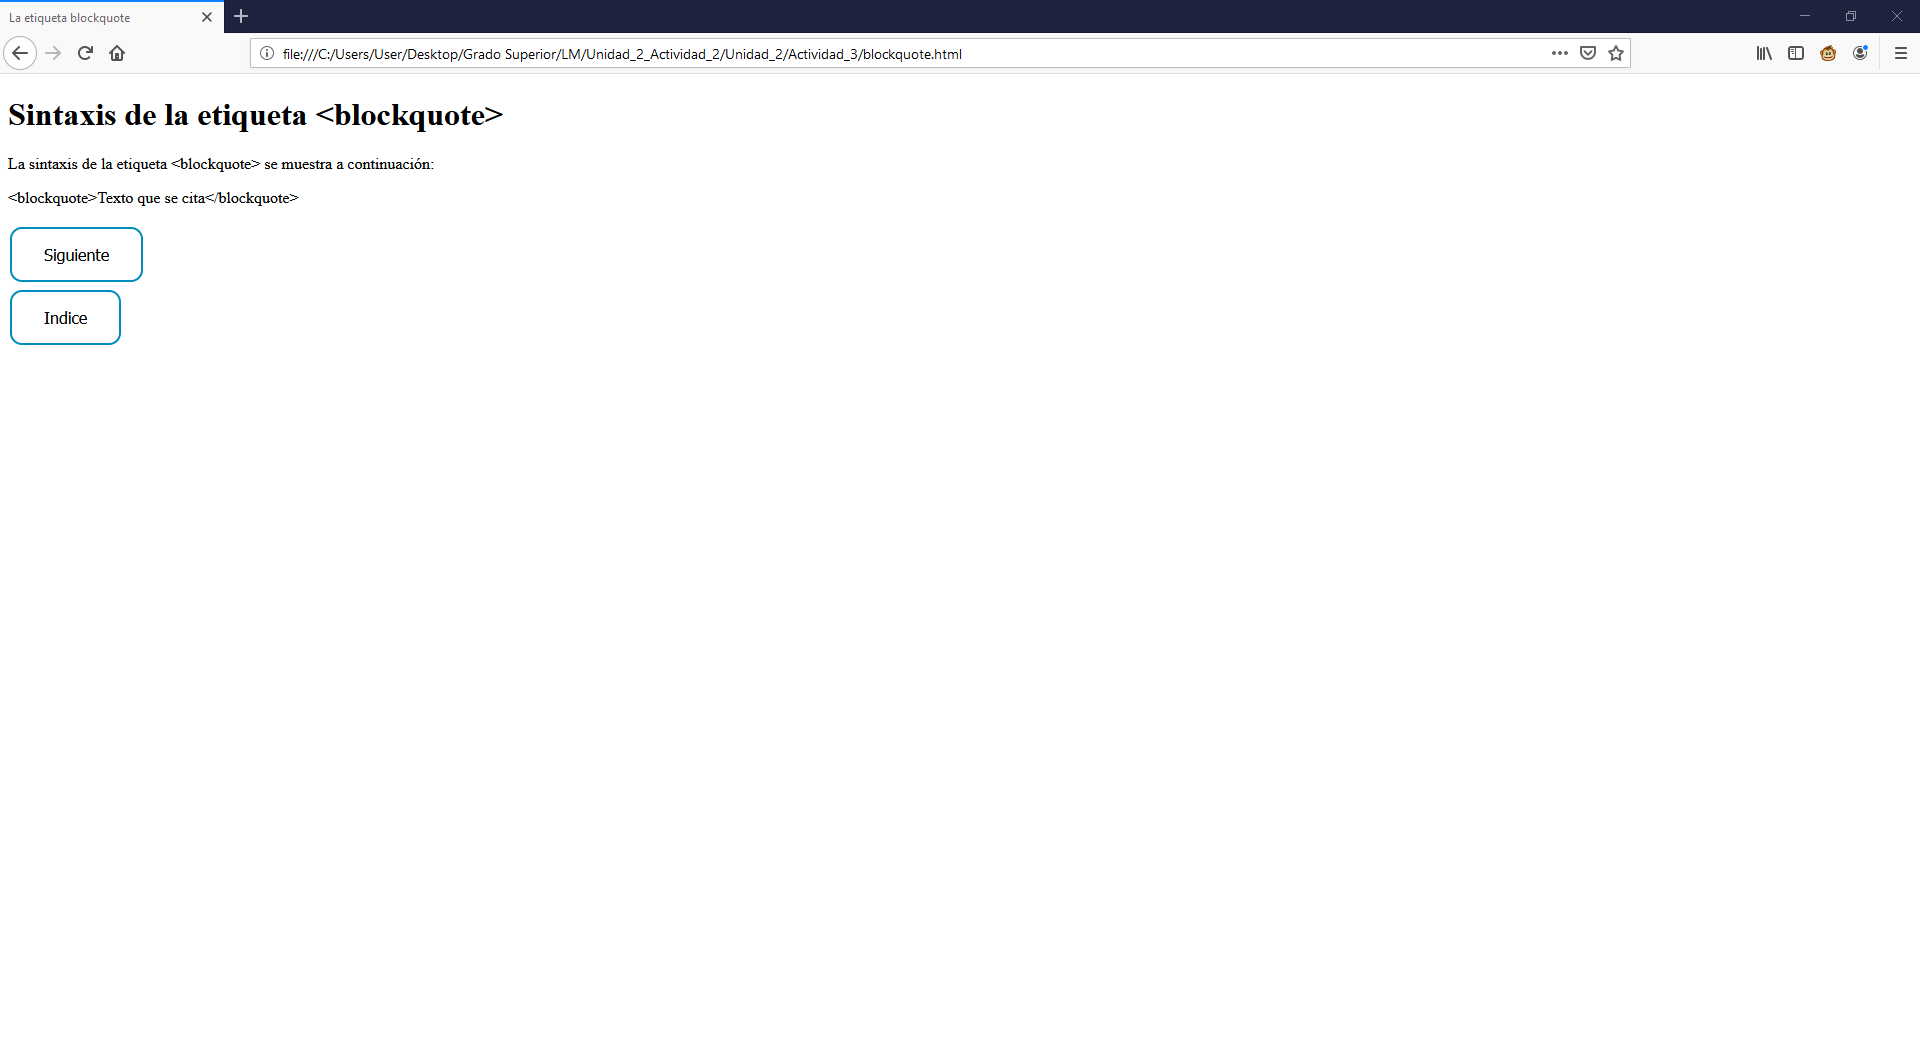 La etiqueta blockquote
file:///C:/Users/User/Desktop/Grado Superior/LM/Unidad_2_Actividad_2/Unidad_2/Actividad_3/blockquote.html
Sintaxis de la etiqueta <blockquote>
La sintaxis de la etiqueta <blockquote> se muestra a continuación:
<blockquote>Texto que se cita</blockquote>
Siguiente
Indice